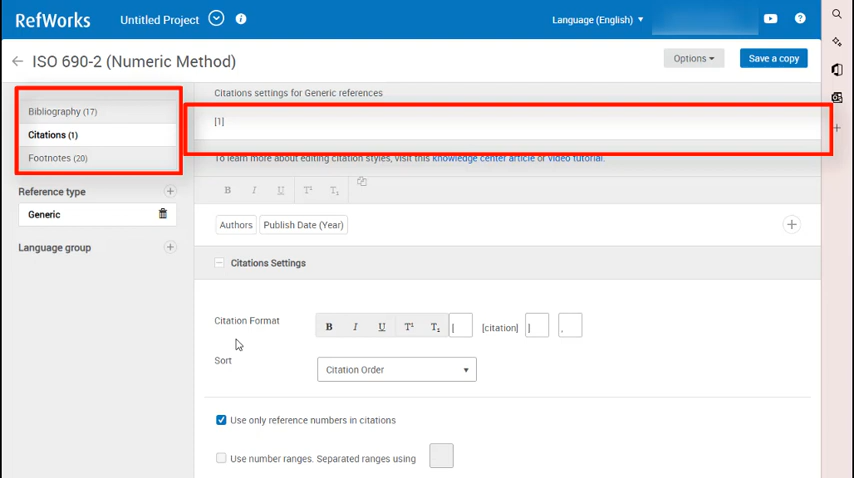 RefWorks
Untitled Project
Language (English)
ISO 690-2 (Numeric Method)
Options
Save a copy
Bibliography (17)
Citations (1)
Footnotes (20)
Reference type
Generic
Language group
Citations settings for Generic references
[1]
To learn more about editing citation styles, visit this knowledge center article or video tutorial.
B I U T² T₁
Authors Publish Date (Year)
Citations Settings
Citation Format B I U T² T₁ [ [citation] ] ,
Sort Citation Order
Use only reference numbers in citations
Use number ranges. Separated ranges using